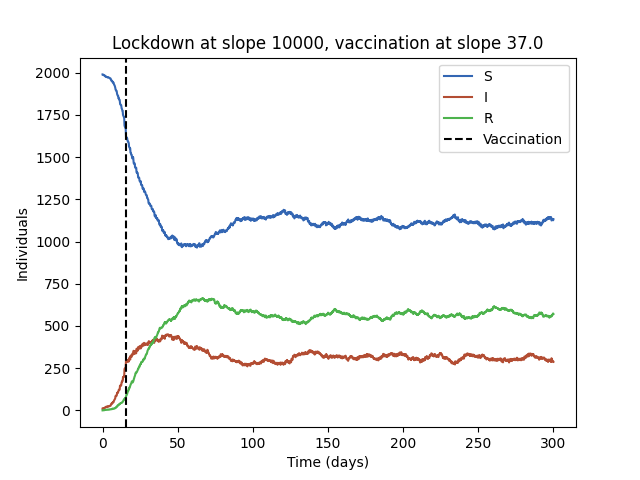 Lockdown at slope 10000, vaccination at slope 37.0
2000
1750
1500
1250
1000
750
500
250
0
Individuals
S
I
R
Vaccination
0 50 100 150 200 250 300
Time (days)